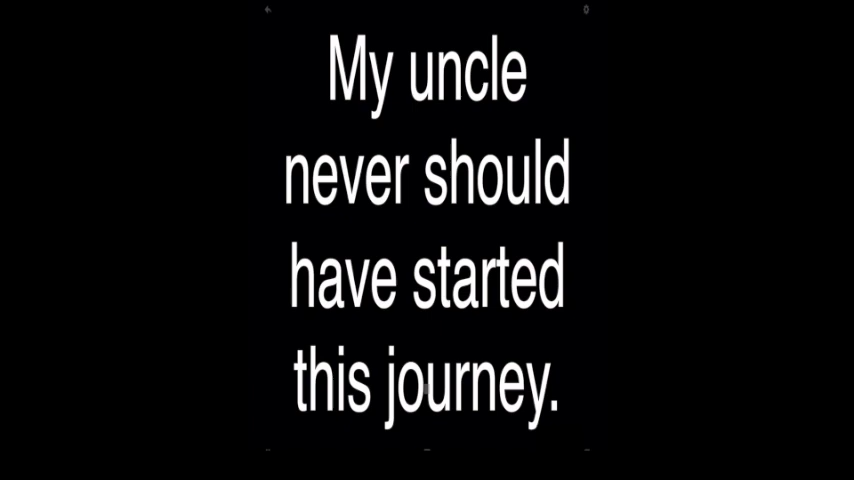 My uncle
never should
have started
this journey.